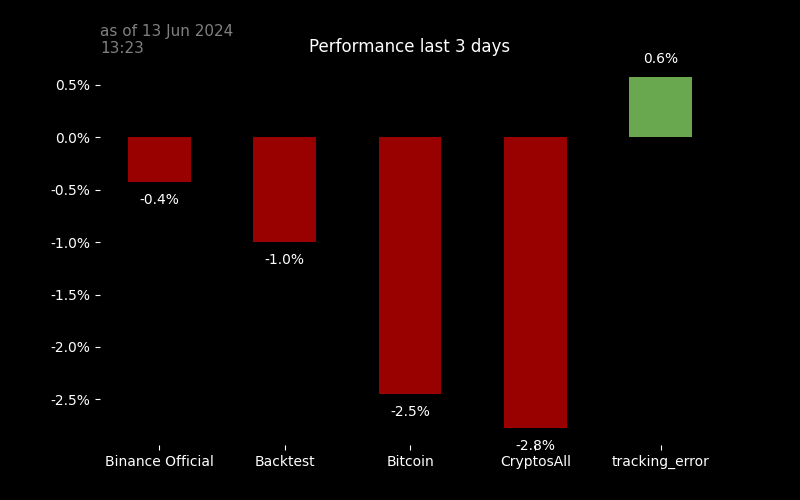 as of 13 Jun 2024
13:23
Performance last 3 days
0.6%
0.5%
0.0%
-0.5%
-0.4%
-1.0%
-1.0%
-1.5%
-2.0%
-2.5%
-2.5%
-2.8%
Binance Official
Backtest
Bitcoin
CryptosAll
tracking_error